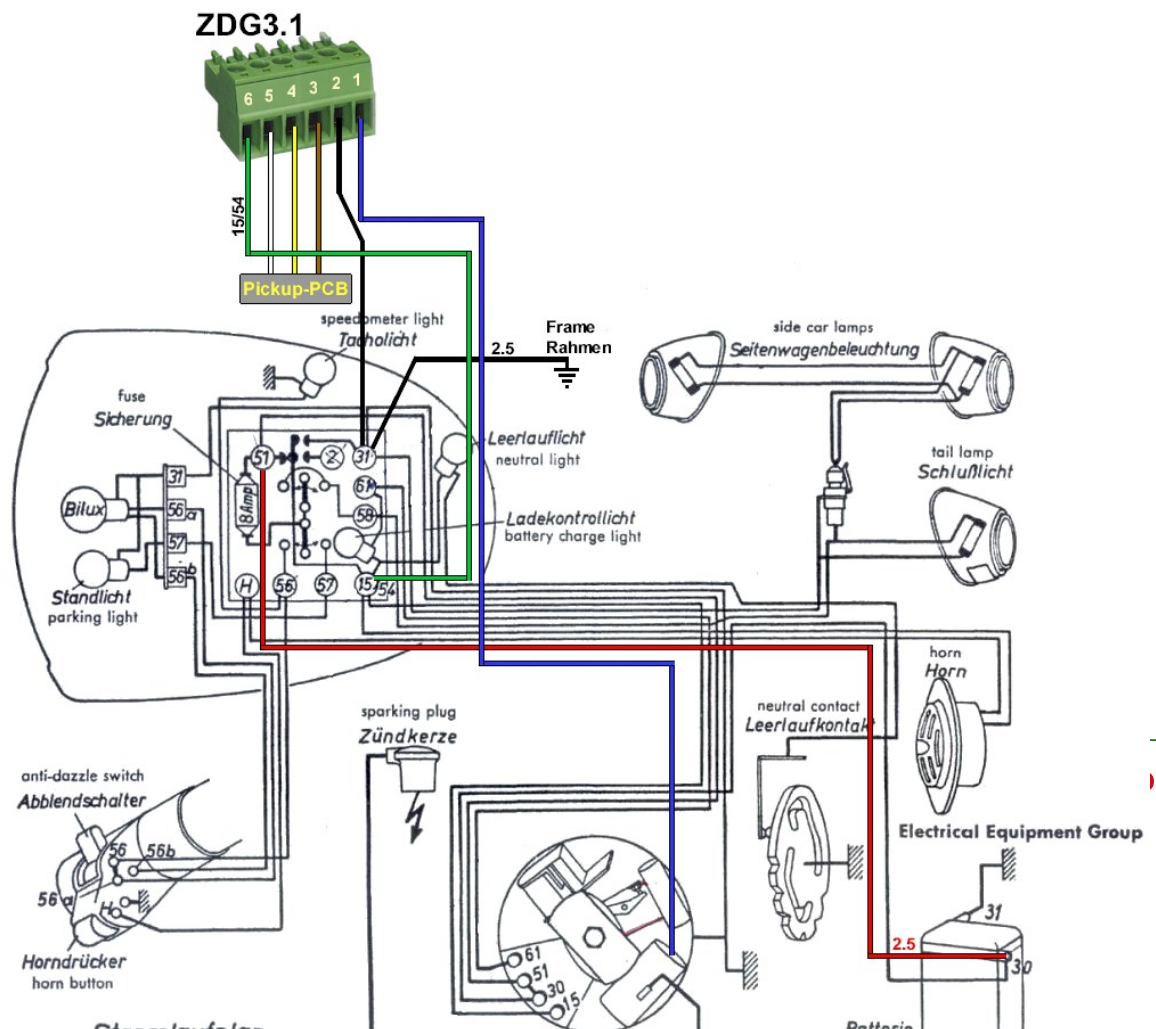 ZDG3.1
6 5 4 3 2 1
15/54
Pickup-PCB
speedometer light
Tacholicht
2.5
Frame
Rahmen
side car lamps
Seitenwagenbeleuchtung
fuse
Sicherung
Leerlauflicht
neutral light
tail lamp
Schlußlicht
51
2
31
31
61
8 Amp
Bilux
56a
58
Ladekontrollicht
battery charge light
57
56b
Standlicht
parking light
H
56
57
15/54
horn
Horn
sparking plug
Zündkerze
neutral contact
Leerlaufkontakt
anti-dazzle switch
Abblendschalter
56
56b
56a
H
Electrical Equipment Group
31
2.5
30
61
51
30
15
Horndrücker
horn button
Batterie